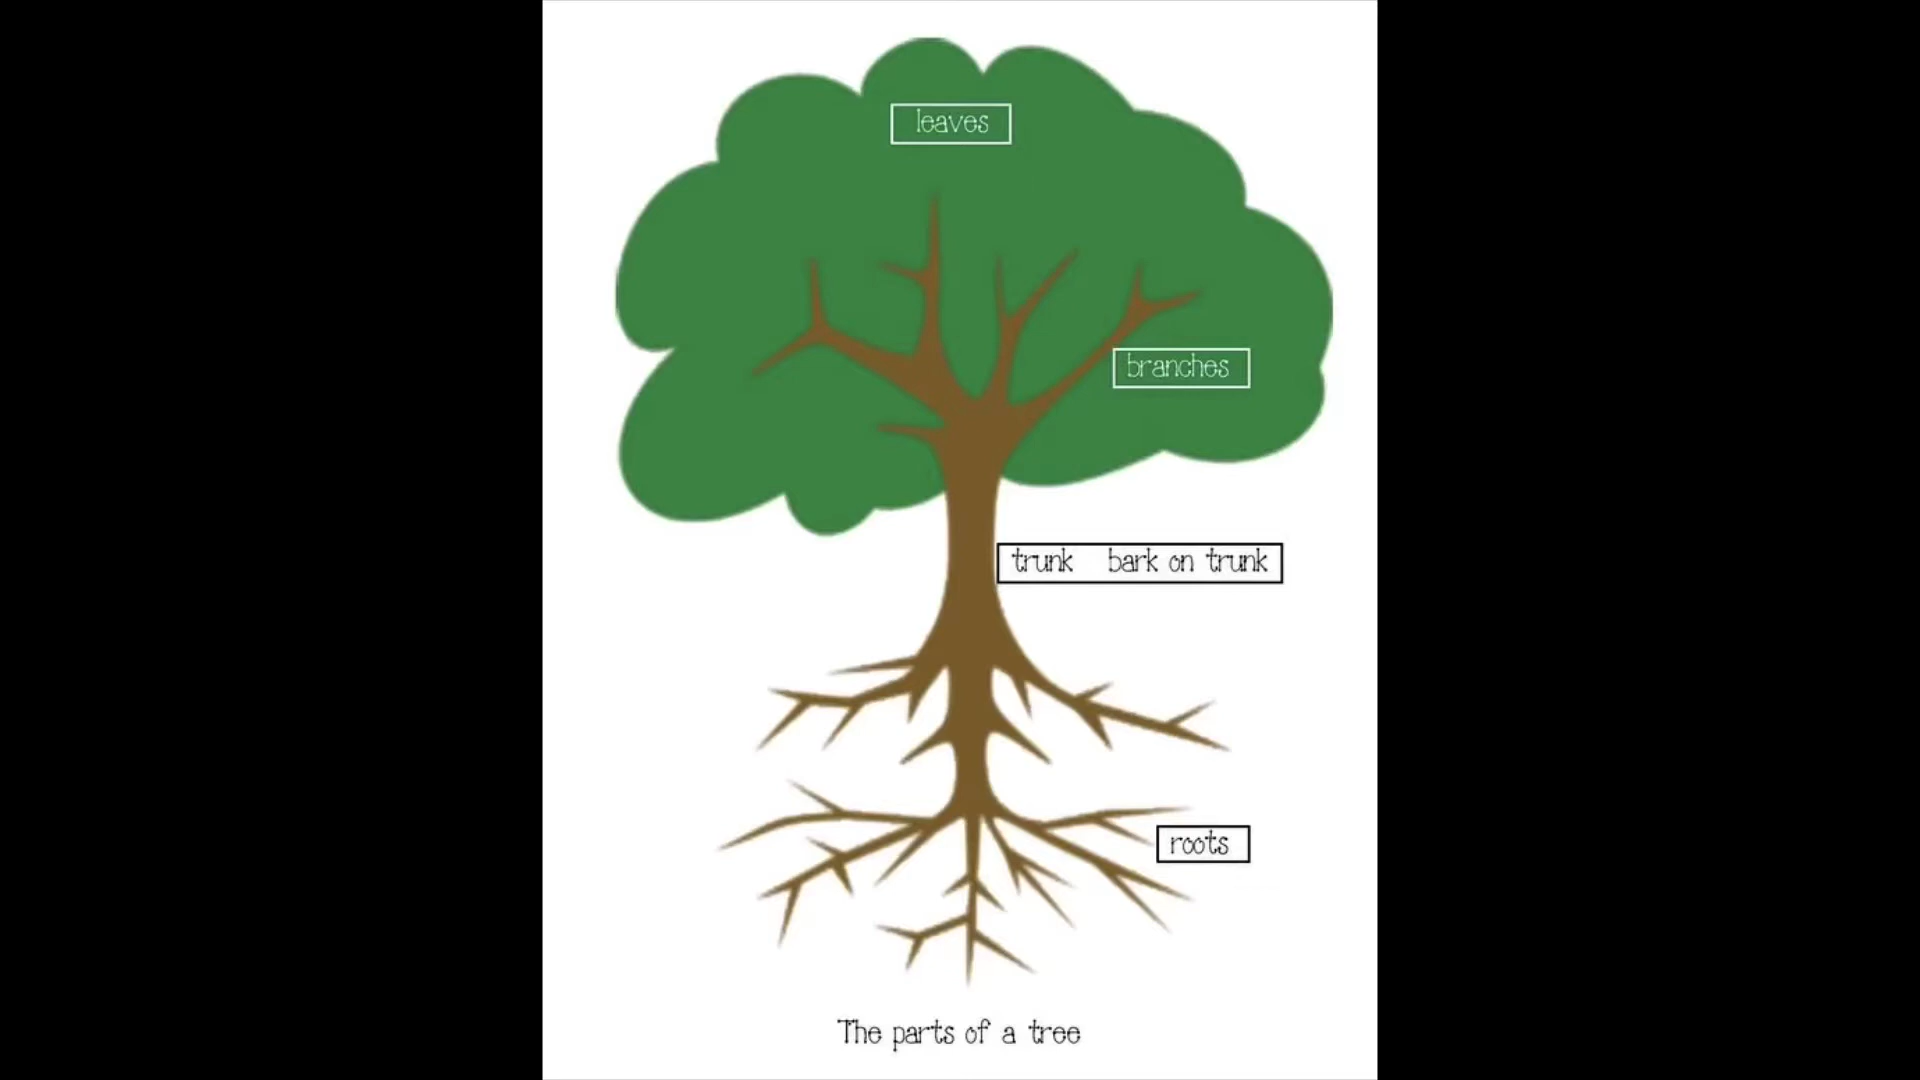 leaves
branches
trunk bark on trunk
roots
The parts of a tree